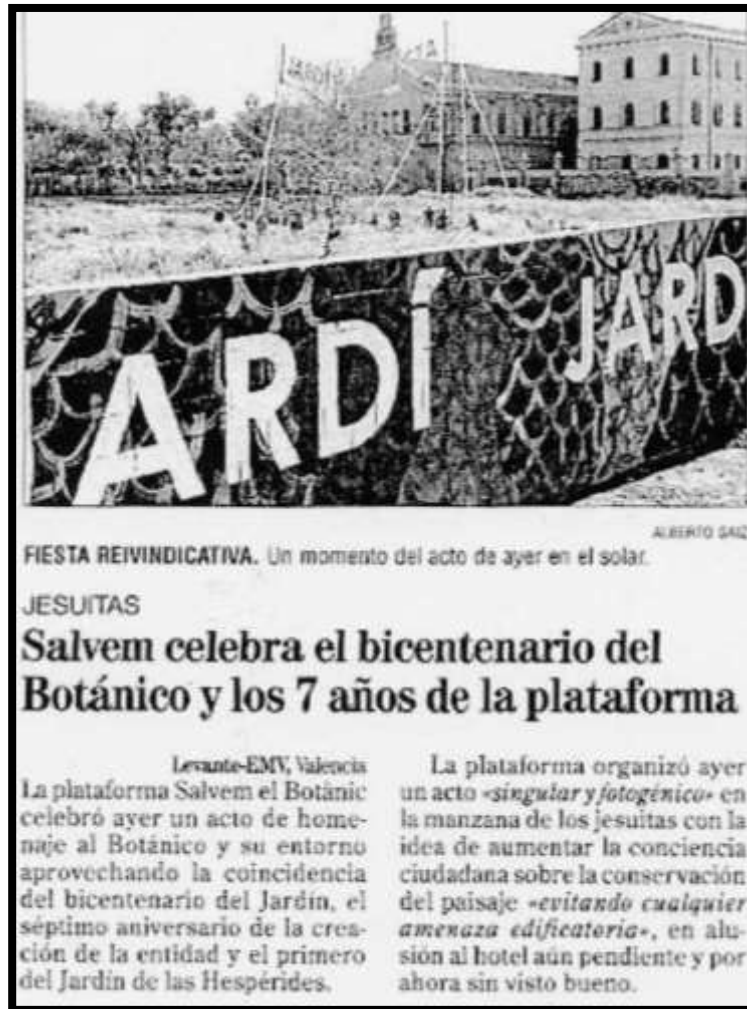 JARDÍ
ARDÍ
JARD
ALBERTO SAIZ
FIESTA REIVINDICATIVA. Un momento del acto de ayer en el solar.
JESUITAS
Salvem celebra el bicentenario del
Botánico y los 7 años de la plataforma
Levante-EMV, Valencia
La plataforma Salvem el Botànic
celebró ayer un acto de home-
naje al Botánico y su entorno
aprovechando la coincidencia
del bicentenario del Jardín, el
séptimo aniversario de la crea-
ción de la entidad y el primero
del Jardín de las Hespérides.
La plataforma organizó ayer
un acto «singular y fotogénico» en
la manzana de los jesuitas con la
idea de aumentar la conciencia
ciudadana sobre la conservación
del paisaje «evitando cualquier
amenaza edificatoria», en alu-
sión al hotel aún pendiente y por
ahora sin visto bueno.